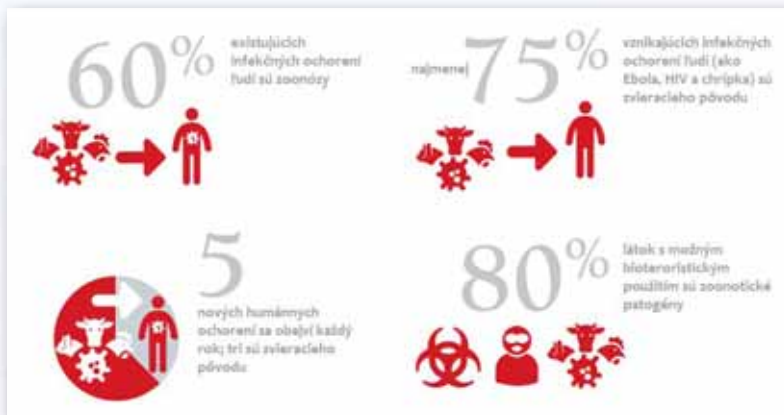 60%
existujúcich
infekčných ochorení
ľudí sú zoonózy
najmenej 75%
vznikajúcich infekčných
ochorení ľudí (ako
Ebola, HIV a chrípka) sú
zvieracieho pôvodu
5
nových humánnych
ochorení sa objaví každý
rok; tri sú zvieracieho
pôvodu
80%
látok s možným
bioteroristickým
použitím sú zoonotické
patogény